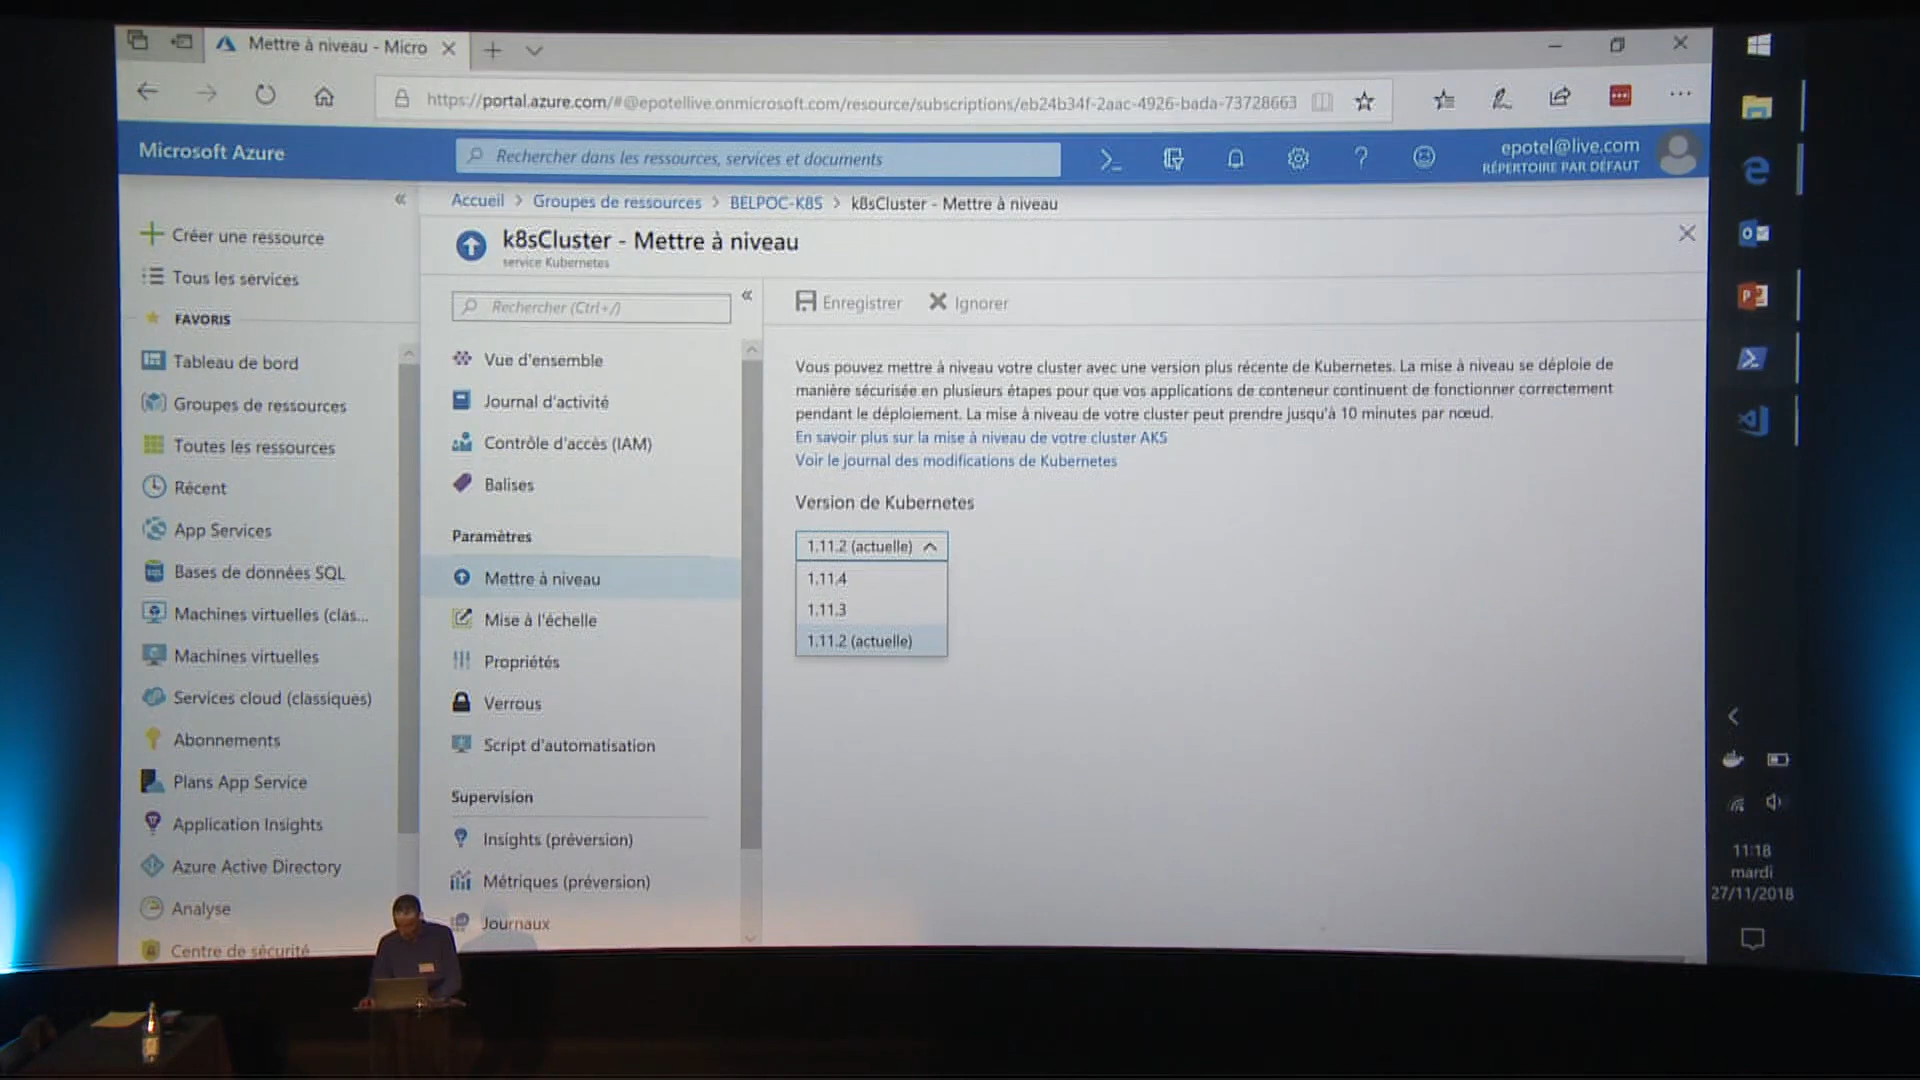 Mettre à niveau - Micro
https://portal.azure.com/#@epotellive.onmicrosoft.com/resource/subscriptions/eb24b34f-2aac-4926-bada-73728663
Microsoft Azure
Rechercher dans les ressources, services et documents
epotel@live.com
RÉPERTOIRE PAR DÉFAUT
Accueil > Groupes de ressources > BELPOC-K8S > k8sCluster - Mettre à niveau
Créer une ressource
Tous les services
FAVORIS
Tableau de bord
Groupes de ressources
Toutes les ressources
Récent
App Services
Bases de données SQL
Machines virtuelles (clas...
Machines virtuelles
Services cloud (classiques)
Abonnements
Plans App Service
Application Insights
Azure Active Directory
Analyse
Centre de sécurité
k8sCluster - Mettre à niveau
service Kubernetes
Rechercher (Ctrl+/)
Vue d'ensemble
Journal d'activité
Contrôle d'accès (IAM)
Balises
Paramètres
Mettre à niveau
Mise à l'échelle
Propriétés
Verrous
Script d'automatisation
Supervision
Insights (préversion)
Métriques (préversion)
Journaux
Enregistrer
Ignorer
Vous pouvez mettre à niveau votre cluster avec une version plus récente de Kubernetes. La mise à niveau se déploie de
manière sécurisée en plusieurs étapes pour que vos applications de conteneur continuent de fonctionner correctement
pendant le déploiement. La mise à niveau de votre cluster peut prendre jusqu'à 10 minutes par nœud.
En savoir plus sur la mise à niveau de votre cluster AKS
Voir le journal des modifications de Kubernetes
Version de Kubernetes
1.11.2 (actuelle)
1.11.4
1.11.3
1.11.2 (actuelle)
11:18
mardi
27/11/2018